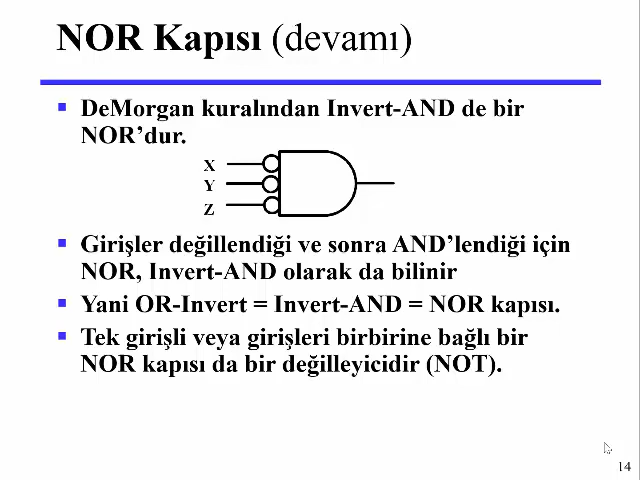 NOR Kapısı (devamı)
DeMorgan kuralından Invert-AND de bir
NOR’dur.
X
Y
Z
Girişler değillendiği ve sonra AND’lendiği için
NOR, Invert-AND olarak da bilinir
Yani OR-Invert = Invert-AND = NOR kapısı.
Tek girişli veya girişleri birbirine bağlı bir
NOR kapısı da bir değilleyicidir (NOT).
14